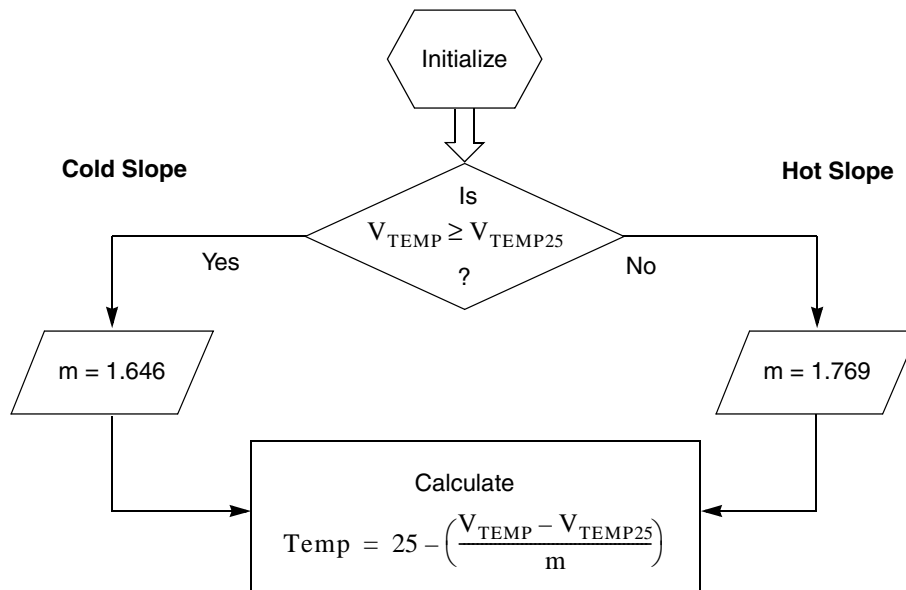 Initialize
Cold Slope
Hot Slope
Is
V_TEMP ≥ V_TEMP25
?
Yes
No
m = 1.646
m = 1.769
Calculate
Temp = 25 – ( (V_TEMP – V_TEMP25) / m )